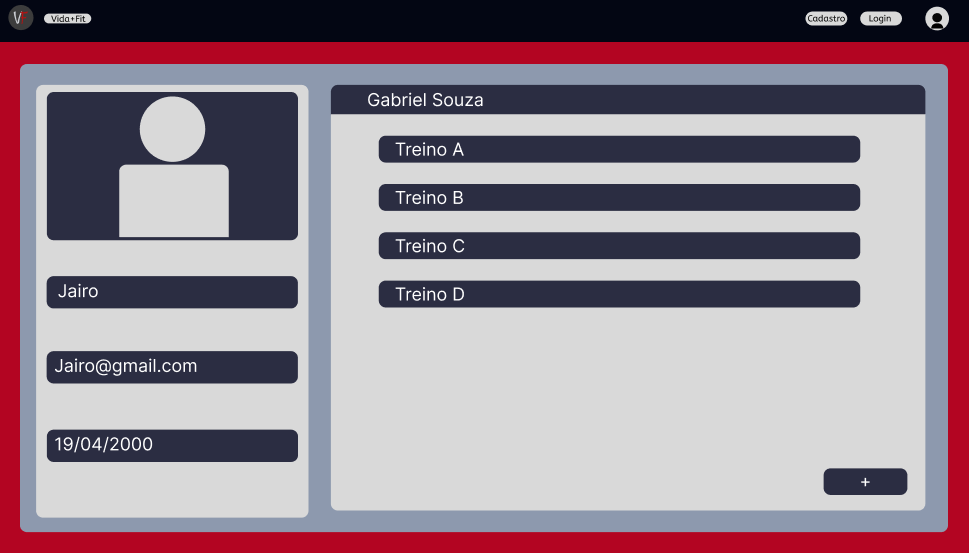 VF
Vida+Fit
Cadastro
Login
Jairo
Jairo@gmail.com
19/04/2000
Gabriel Souza
Treino A
Treino B
Treino C
Treino D
+